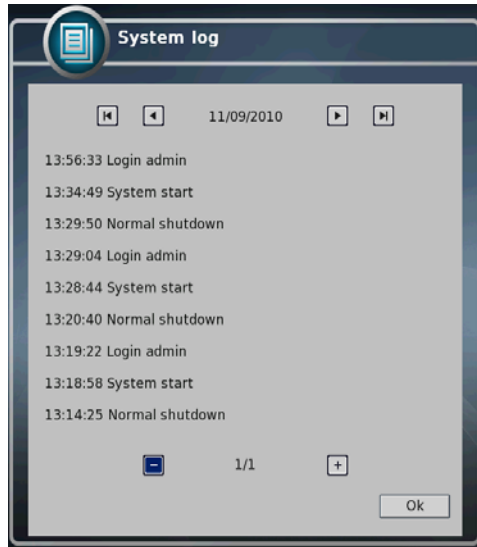 System log
11/09/2010
13:56:33 Login admin
13:34:49 System start
13:29:50 Normal shutdown
13:29:04 Login admin
13:28:44 System start
13:20:40 Normal shutdown
13:19:22 Login admin
13:18:58 System start
13:14:25 Normal shutdown
- 1/1 +
Ok